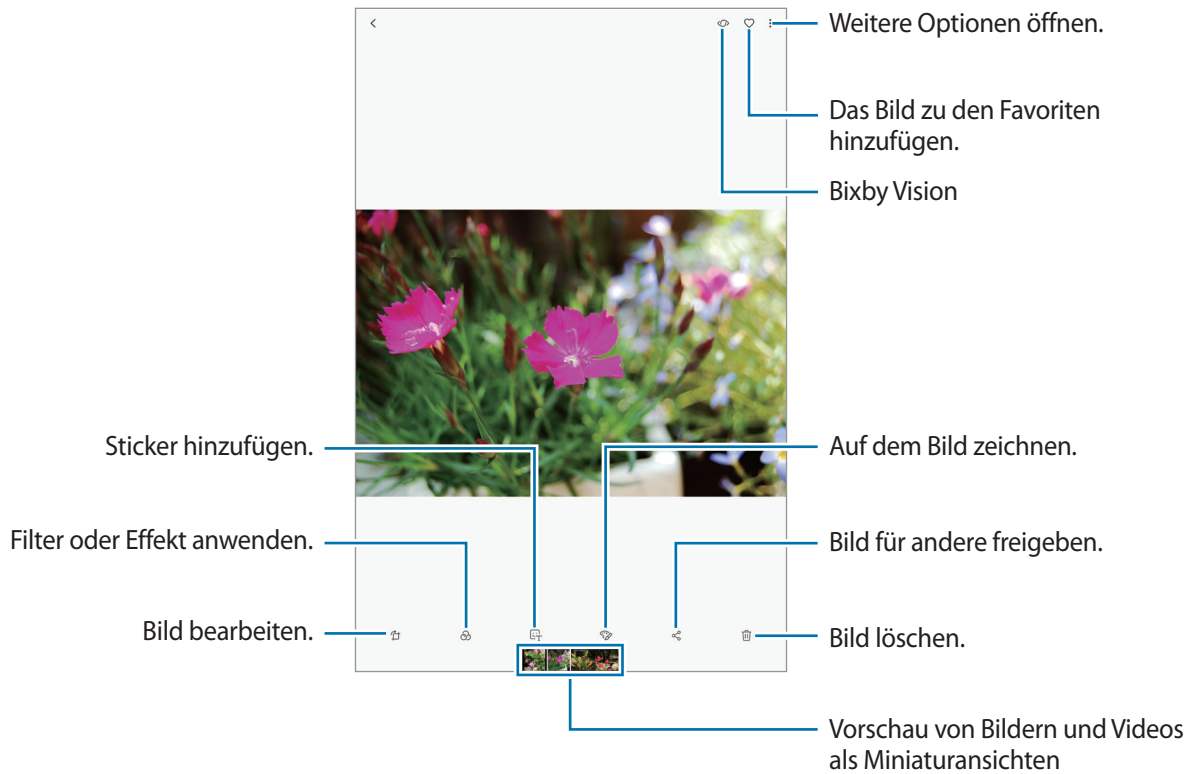 Weitere Optionen öffnen.
Das Bild zu den Favoriten
hinzufügen.
Bixby Vision
Sticker hinzufügen.
Auf dem Bild zeichnen.
Filter oder Effekt anwenden.
Bild für andere freigeben.
Bild bearbeiten.
Bild löschen.
Vorschau von Bildern und Videos
als Miniaturansichten